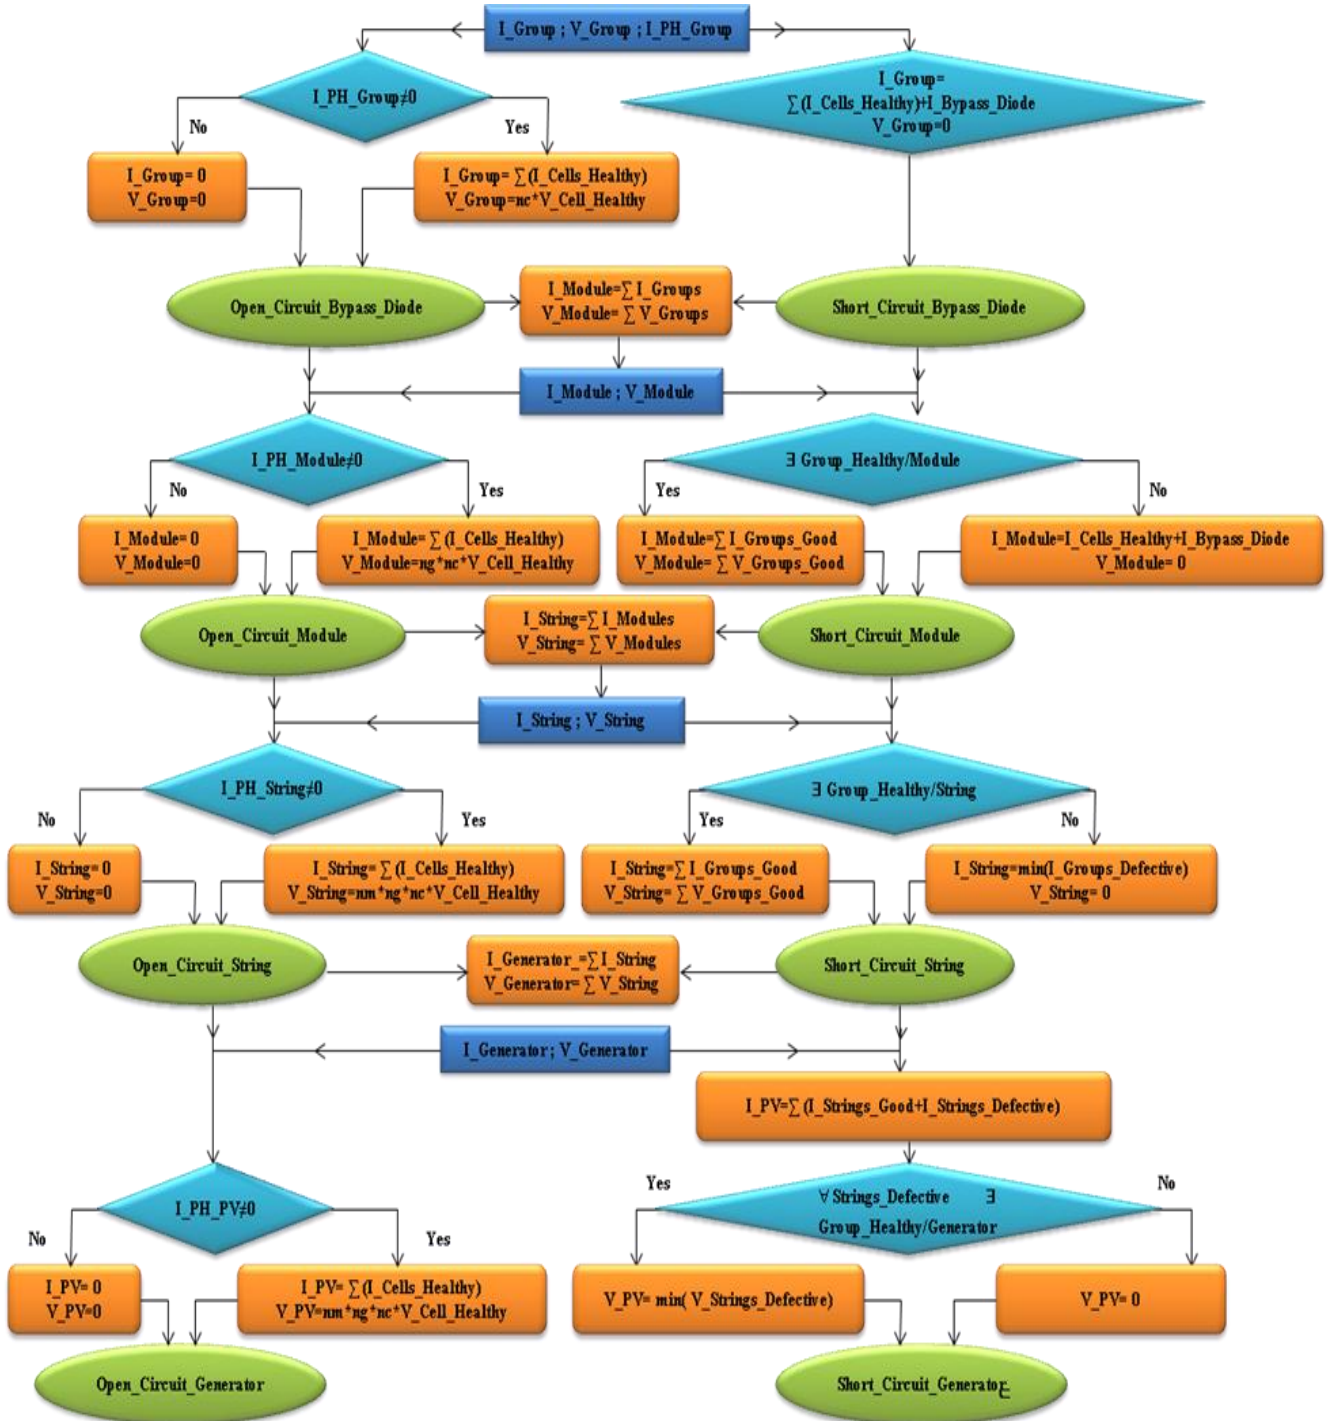 I_Group ; V_Group ; I_PH_Group
I_PH_Group≠0
I_Group=
∑(I_Cells_Healthy)+I_Bypass_Diode
V_Group=0
No
Yes
I_Group= 0
V_Group=0
I_Group= ∑(I_Cells_Healthy)
V_Group=nc*V_Cell_Healthy
Open_Circuit_Bypass_Diode
I_Module=∑ I_Groups
V_Module= ∑ V_Groups
Short_Circuit_Bypass_Diode
I_Module ; V_Module
I_PH_Module≠0
∃ Group_Healthy/Module
No
Yes
Yes
No
I_Module= 0
V_Module=0
I_Module= ∑(I_Cells_Healthy)
V_Module=ng*nc*V_Cell_Healthy
I_Module=∑ I_Groups_Good
V_Module= ∑ V_Groups_Good
I_Module=I_Cells_Healthy+I_Bypass_Diode
V_Module= 0
Open_Circuit_Module
I_String=∑ I_Modules
V_String= ∑ V_Modules
Short_Circuit_Module
I_String ; V_String
I_PH_String≠0
∃ Group_Healthy/String
No
Yes
Yes
No
I_String= 0
V_String=0
I_String= ∑(I_Cells_Healthy)
V_String=nm*ng*nc*V_Cell_Healthy
I_String=∑ I_Groups_Good
V_String= ∑ V_Groups_Good
I_String=min(I_Groups_Defective)
V_String= 0
Open_Circuit_String
I_Generator_=∑I_String
V_Generator= ∑ V_String
Short_Circuit_String
I_Generator ; V_Generator
I_PV=∑(I_Strings_Good+I_Strings_Defective)
I_PH_PV≠0
Yes
∀ Strings_Defective ∃
Group_Healthy/Generator
No
No
Yes
I_PV= 0
V_PV=0
I_PV= ∑(I_Cells_Healthy)
V_PV=nm*ng*nc*V_Cell_Healthy
V_PV= min( V_Strings_Defective)
V_PV= 0
Open_Circuit_Generator
Short_Circuit_Generator